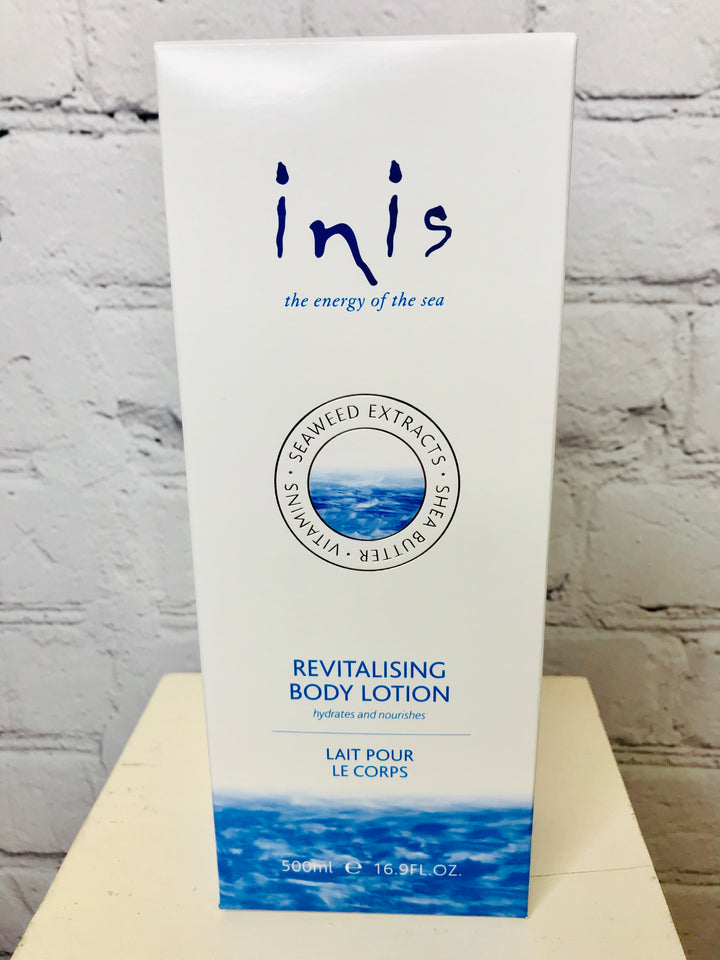 inis
the energy of the sea
SEAWEED EXTRACTS · SHEA BUTTER · VITAMINS ·
REVITALISING
BODY LOTION
hydrates and nourishes
LAIT POUR
LE CORPS
500ml ℮ 16.9FL.OZ.